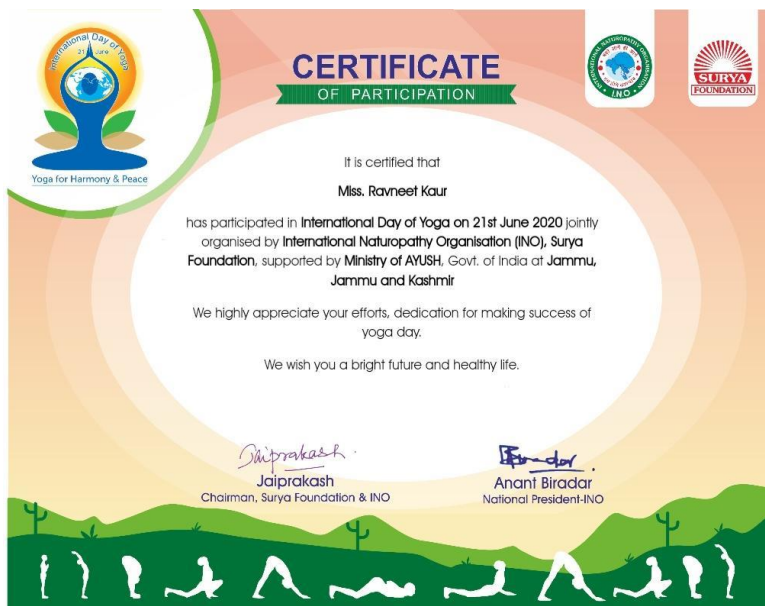 International Day of Yoga
21 June
Yoga for Harmony & Peace
CERTIFICATE
OF PARTICIPATION
INTERNATIONAL NATUROPATHY ORGANISATION
I.N.O
SURYA
FOUNDATION
It is certified that
Miss. Ravneet Kaur
has participated in International Day of Yoga on 21st June 2020 jointly
organised by International Naturopathy Organisation (INO), Surya
Foundation, supported by Ministry of AYUSH, Govt. of India at Jammu,
Jammu and Kashmir
We highly appreciate your efforts, dedication for making success of
yoga day.
We wish you a bright future and healthy life.
Jaiprakash
Jaiprakash
Chairman, Surya Foundation & INO
Anant Biradar
National President-INO